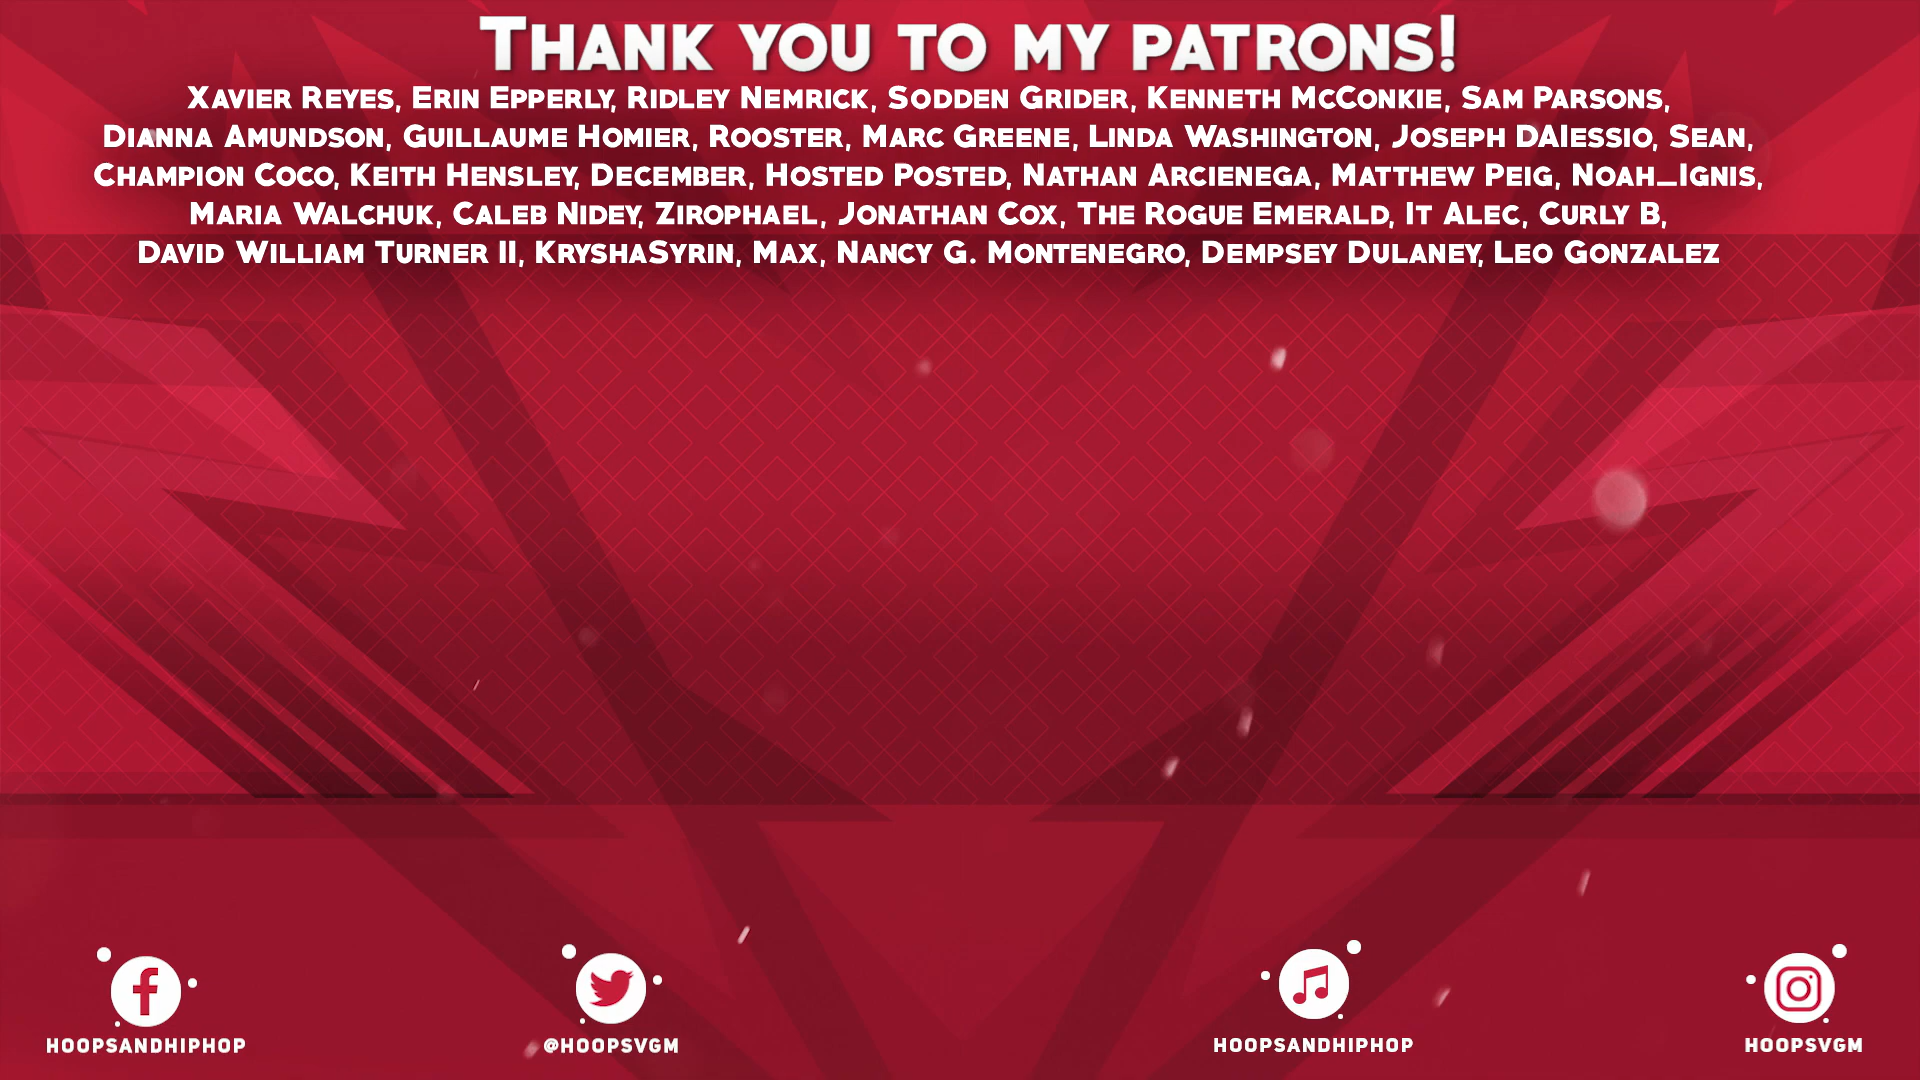 Thank you to my patrons!
Xavier Reyes, Erin Epperly, Ridley Nemrick, Sodden Grider, Kenneth McConkie, Sam Parsons,
Dianna Amundson, Guillaume Homier, Rooster, Marc Greene, Linda Washington, Joseph DAlessio, Sean,
Champion Coco, Keith Hensley, December, Hosted Posted, Nathan Arcienega, Matthew Peig, Noah_Ignis,
Maria Walchuk, Caleb Nidey, Zirophael, Jonathan Cox, The Rogue Emerald, It Alec, Curly B,
David William Turner II, KryshaSyrin, Max, Nancy G. Montenegro, Dempsey Dulaney, Leo Gonzalez
HOOPSANDHIPHOP
@HOOPSVGM
HOOPSANDHIPHOP
HOOPSVGM